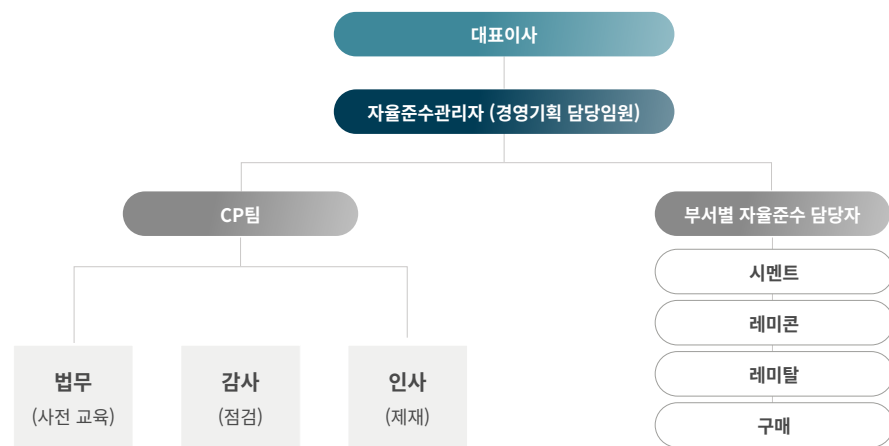 대표이사
자율준수관리자 (경영기획 담당임원)
CP팀
부서별 자율준수 담당자
시멘트
레미콘
레미탈
구매
법무
(사전 교육)
감사
(점검)
인사
(제재)